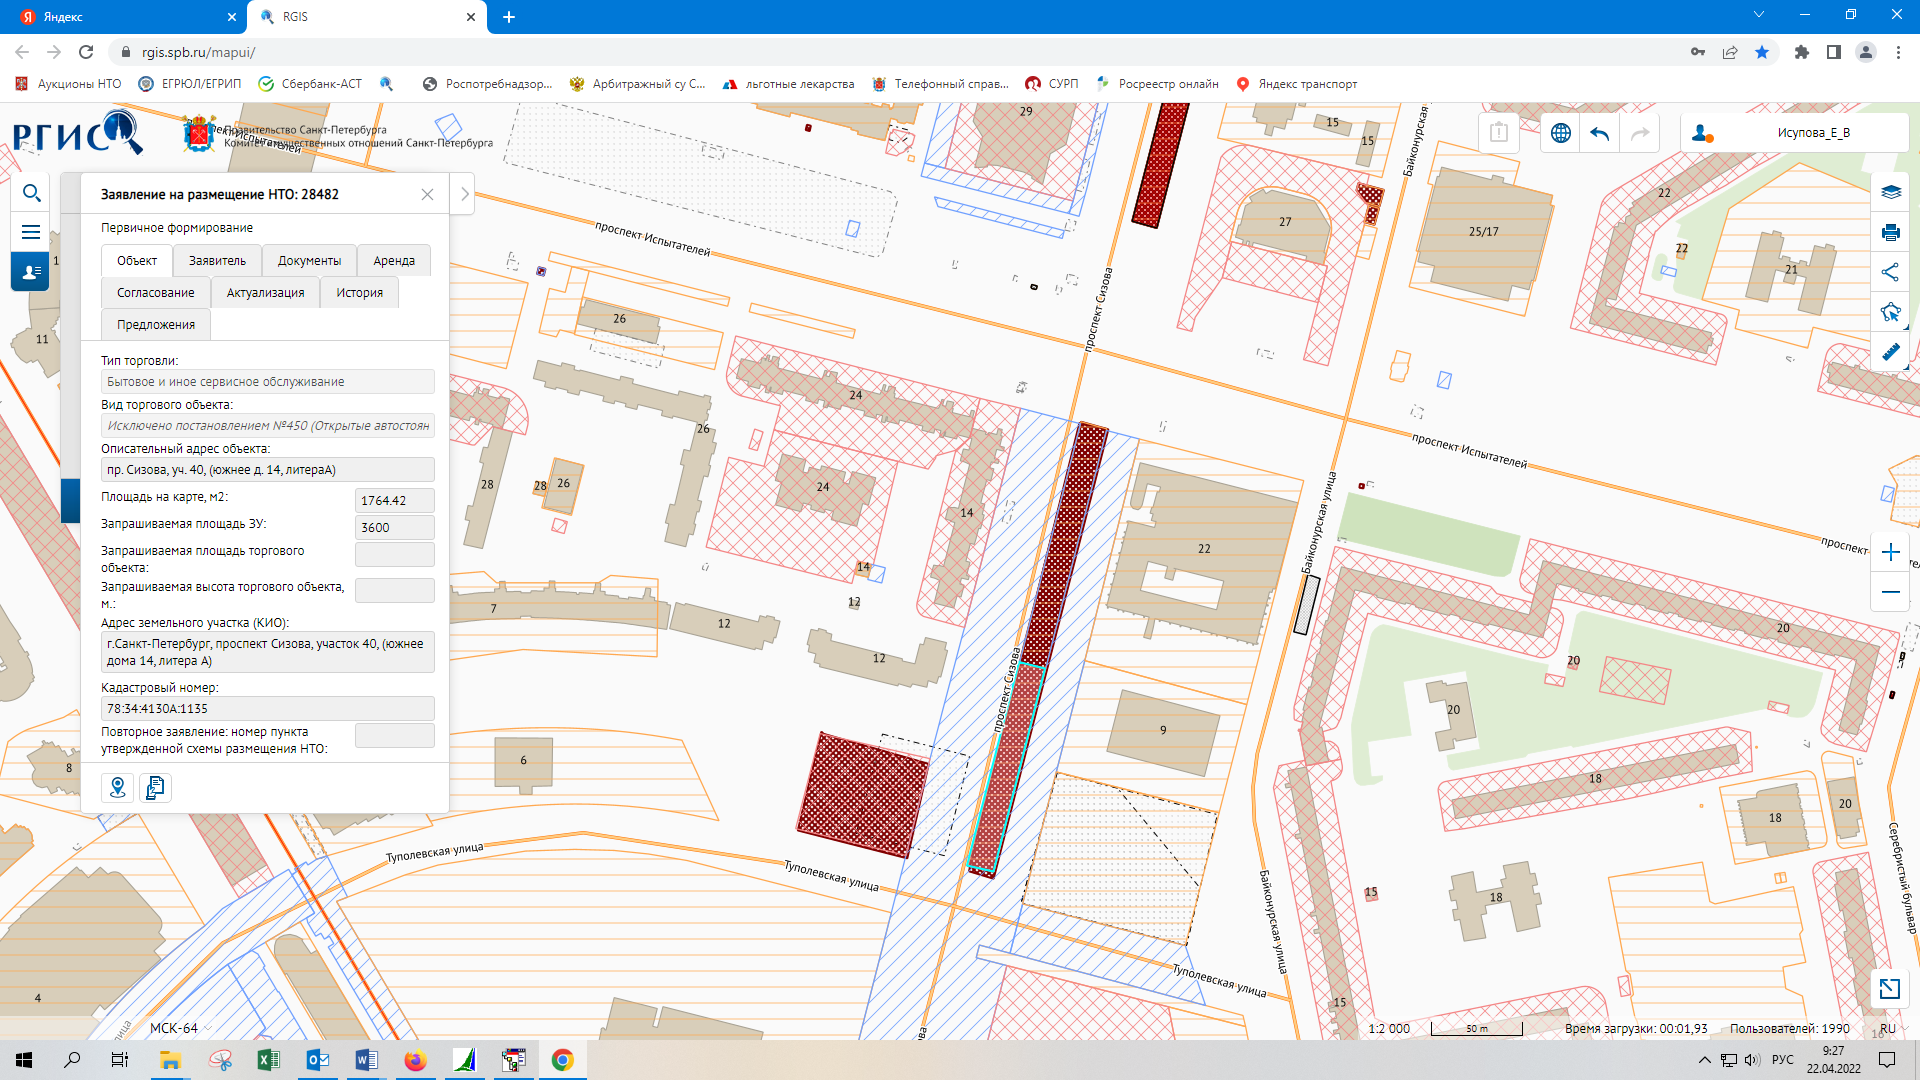 Яндекс
RGIS
rgis.spb.ru/mapui/
Аукционы НТО
ЕГРЮЛ/ЕГРИП
Сбербанк-АСТ
Роспотребнадзор...
Арбитражный су С...
льготные лекарства
Телефонный справ...
СУРП
Росреестр онлайн
Яндекс транспорт
РГИС
Правительство Санкт-Петербурга
Комитет имущественных отношений Санкт-Петербурга
Исупова_Е_В
Заявление на размещение НТО: 28482
Первичное формирование
Объект
Заявитель
Документы
Аренда
Согласование
Актуализация
История
Предложения
Тип торговли:
Бытовое и иное сервисное обслуживание
Вид торгового объекта:
Исключено постановлением №450 (Открытые автостоян
Описательный адрес объекта:
пр. Сизова, уч. 40, (южнее д. 14, литераА)
Площадь на карте, м2:
1764.42
Запрашиваемая площадь ЗУ:
3600
Запрашиваемая площадь торгового
объекта:
Запрашиваемая высота торгового объекта,
м.:
Адрес земельного участка (КИО):
г.Санкт-Петербург, проспект Сизова, участок 40, (южнее
дома 14, литера А)
Кадастровый номер:
78:34:4130А:1135
Повторное заявление: номер пункта
утвержденной схемы размещения НТО:
проспект Испытателей
проспект Сизова
Байконурская
29
15
15
27
25/17
22
22
21
11
26
24
26
28
28
26
24
14
14
12
12
12
7
22
проспект Испытателей
Байконурская улица
проспект
проспект Сизова
20
20
20
9
6
8
18
18
20
Туполевская улица
Туполевская улица
Байконурская улица
Серебристый бульвар
15
18
Туполевская улица
4
15
16
МСК-64
1:2 000
50 m
Время загрузки: 00:01,93
Пользователей: 1990
RU
РУС
9:27
22.04.2022